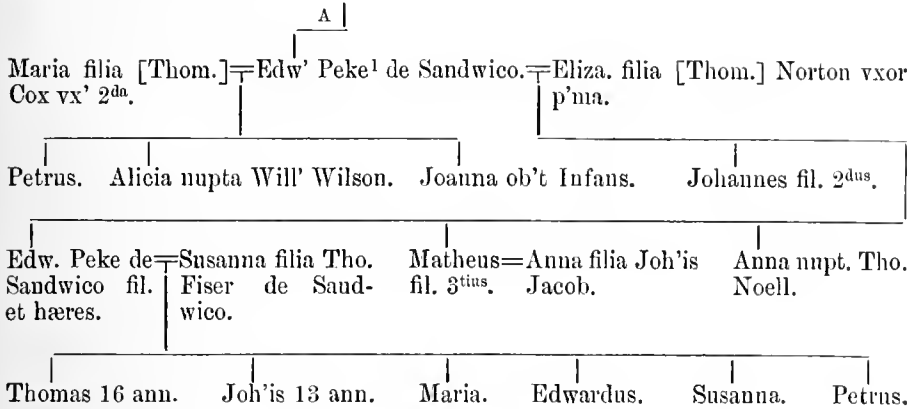 A
Maria filia [Thom.]=Edw' Peke¹ de Sandwico.=Eliza. filia [Thom.] Norton vxor
Cox vx' 2ᵈᵃ. p'ma.
Petrus. Alicia nupta Will' Wilson. Joanna ob't Infans. Johannes fil. 2ᵈᵘˢ.
Edw. Peke de=Susanna filia Tho. Matheus=Anna filia Joh'is Anna nupt. Tho.
Sandwico fil. Fiser de Sand- fil. 3ᵗⁱᵘˢ. Jacob. Noell.
et hæres. wico.
Thomas 16 ann. Joh'is 13 ann. Maria. Edwardus. Susanna. Petrus.